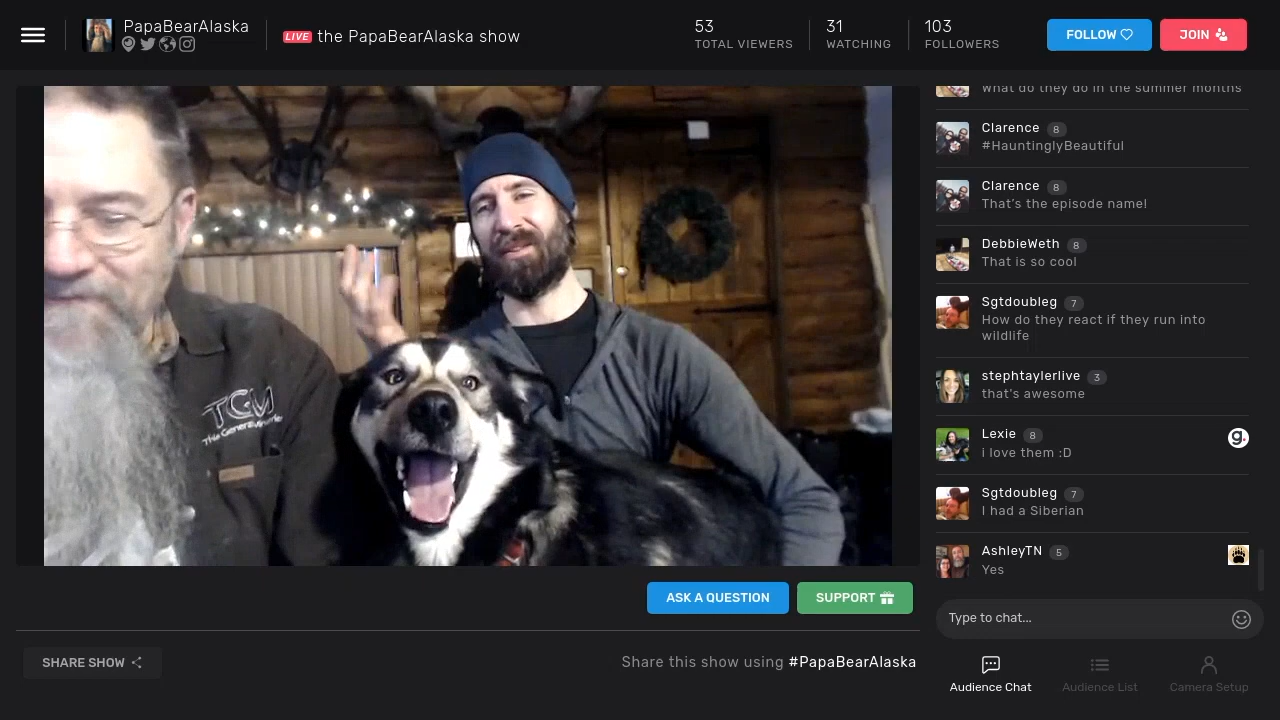 PapaBearAlaska
LIVE the PapaBearAlaska show
53
TOTAL VIEWERS
31
WATCHING
103
FOLLOWERS
FOLLOW
JOIN
TCM
ASK A QUESTION
SUPPORT
SHARE SHOW
Share this show using #PapaBearAlaska
What do they do in the summer months
Clarence 8
#HauntinglyBeautiful
Clarence 8
That's the episode name!
DebbieWeth 8
That is so cool
Sgtdoubleg 7
How do they react if they run into
wildlife
stephtaylerlive 3
that's awesome
Lexie 8
g.
i love them :D
Sgtdoubleg 7
I had a Siberian
AshleyTN 5
Yes
Type to chat...
Audience Chat
Audience List
Camera Setup